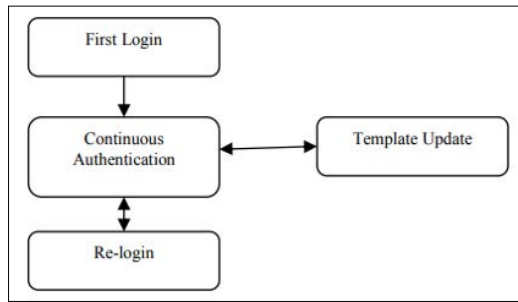 First Login
Continuous
Authentication
Template Update
Re-login